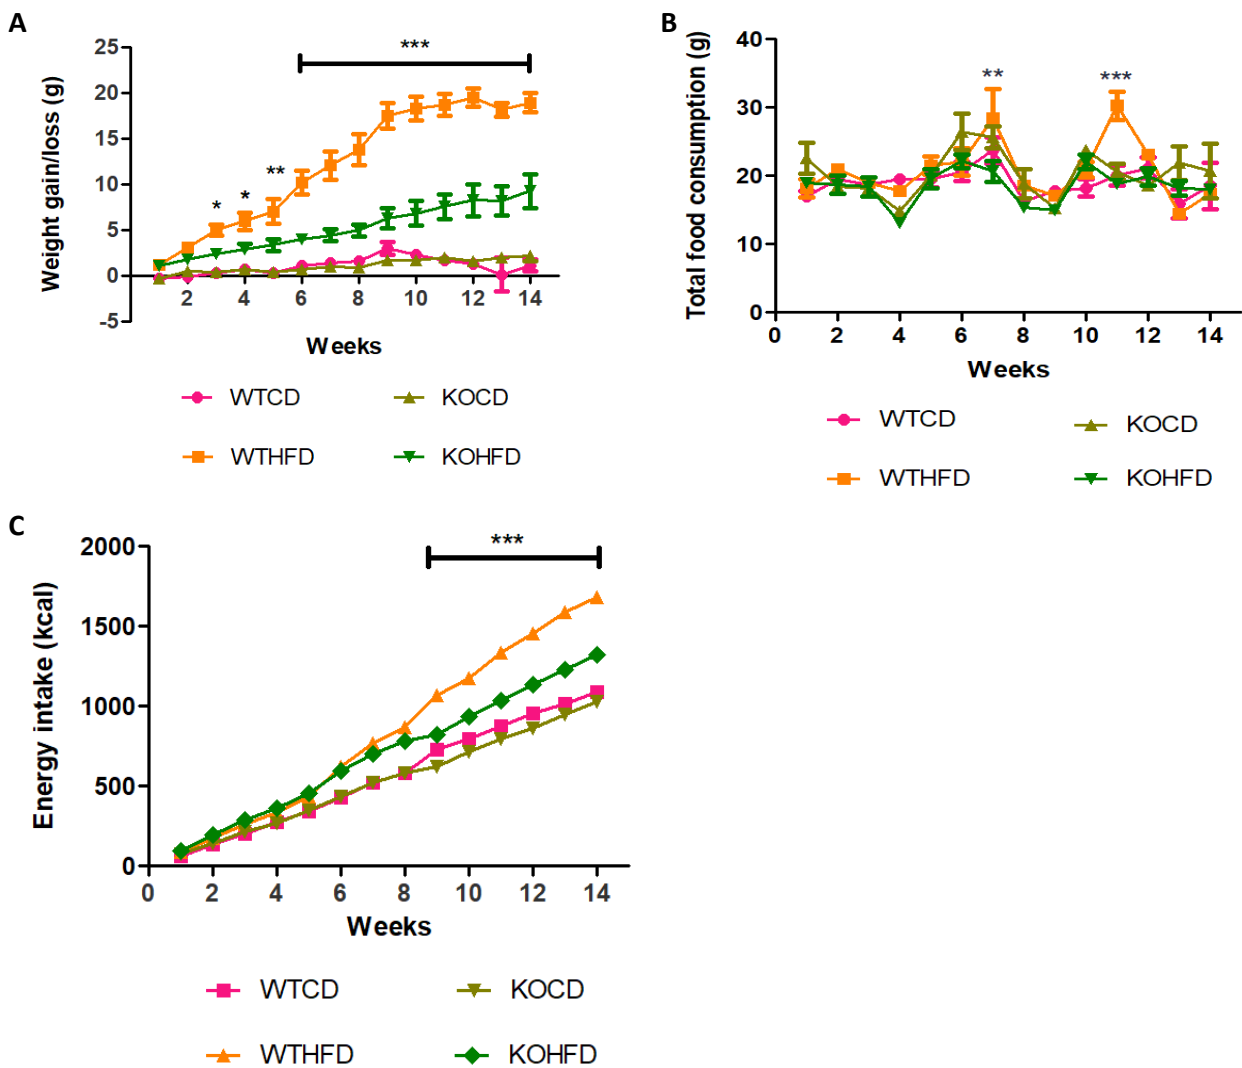 A
Weight gain/loss (g)
25
20
15
10
5
0
-5
*
*
**
***
2 4 6 8 10 12 14
Weeks
WTCD KOCD
WTHFD KOHFD
B
Total food consumption (g)
40
30
20
10
0
**
***
0 2 4 6 8 10 12 14
Weeks
WTCD KOCD
WTHFD KOHFD
C
Energy intake (kcal)
2000
1500
1000
500
0
***
0 2 4 6 8 10 12 14
Weeks
WTCD KOCD
WTHFD KOHFD